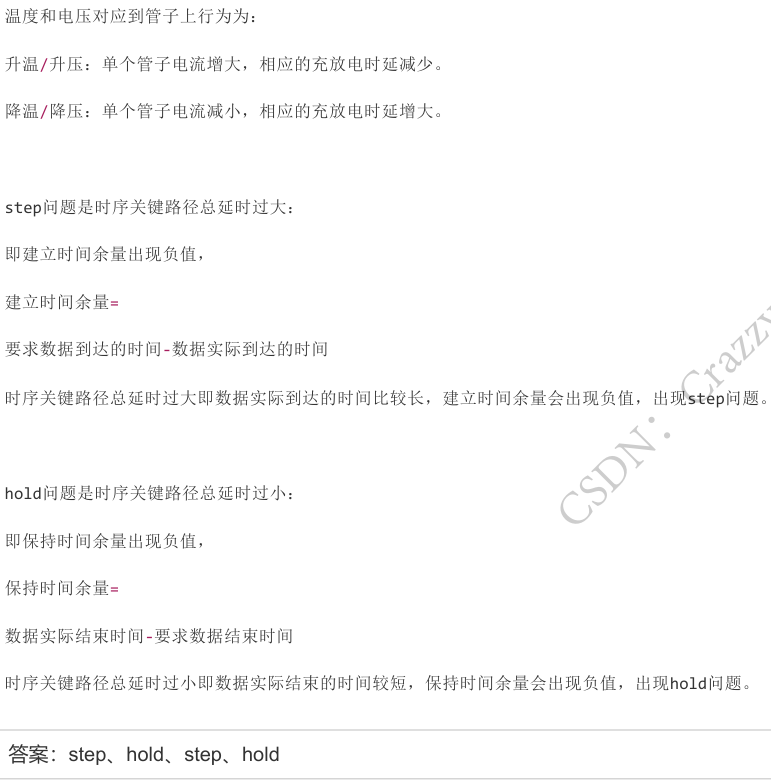 温度和电压对应到管子上行为为：
升温/升压：单个管子电流增大，相应的充放电时延减少。
降温/降压：单个管子电流减小，相应的充放电时延增大。
step问题是时序关键路径总延时过大：
即建立时间余量出现负值，
建立时间余量=
要求数据到达的时间-数据实际到达的时间
时序关键路径总延时过大即数据实际到达的时间比较长，建立时间余量会出现负值，出现step问题。
hold问题是时序关键路径总延时过小：
即保持时间余量出现负值，
保持时间余量=
数据实际结束时间-要求数据结束时间
时序关键路径总延时过小即数据实际结束的时间较短，保持时间余量会出现负值，出现hold问题。
答案：step、hold、step、hold
CSDN：Crazzy